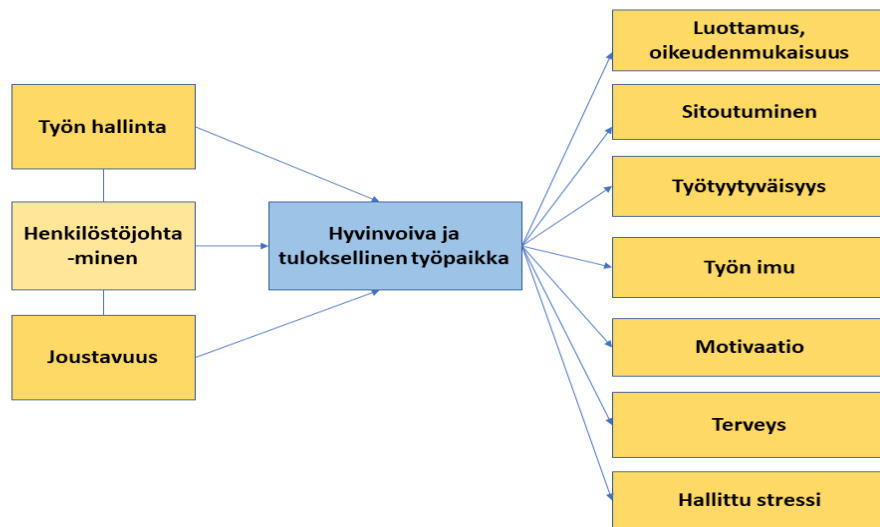 Työn hallinta
Henkilöstöjohta
-minen
Joustavuus
Hyvinvoiva ja
tuloksellinen työpaikka
Luottamus,
oikeudenmukaisuus
Sitoutuminen
Työtyytyväisyys
Työn imu
Motivaatio
Terveys
Hallittu stressi